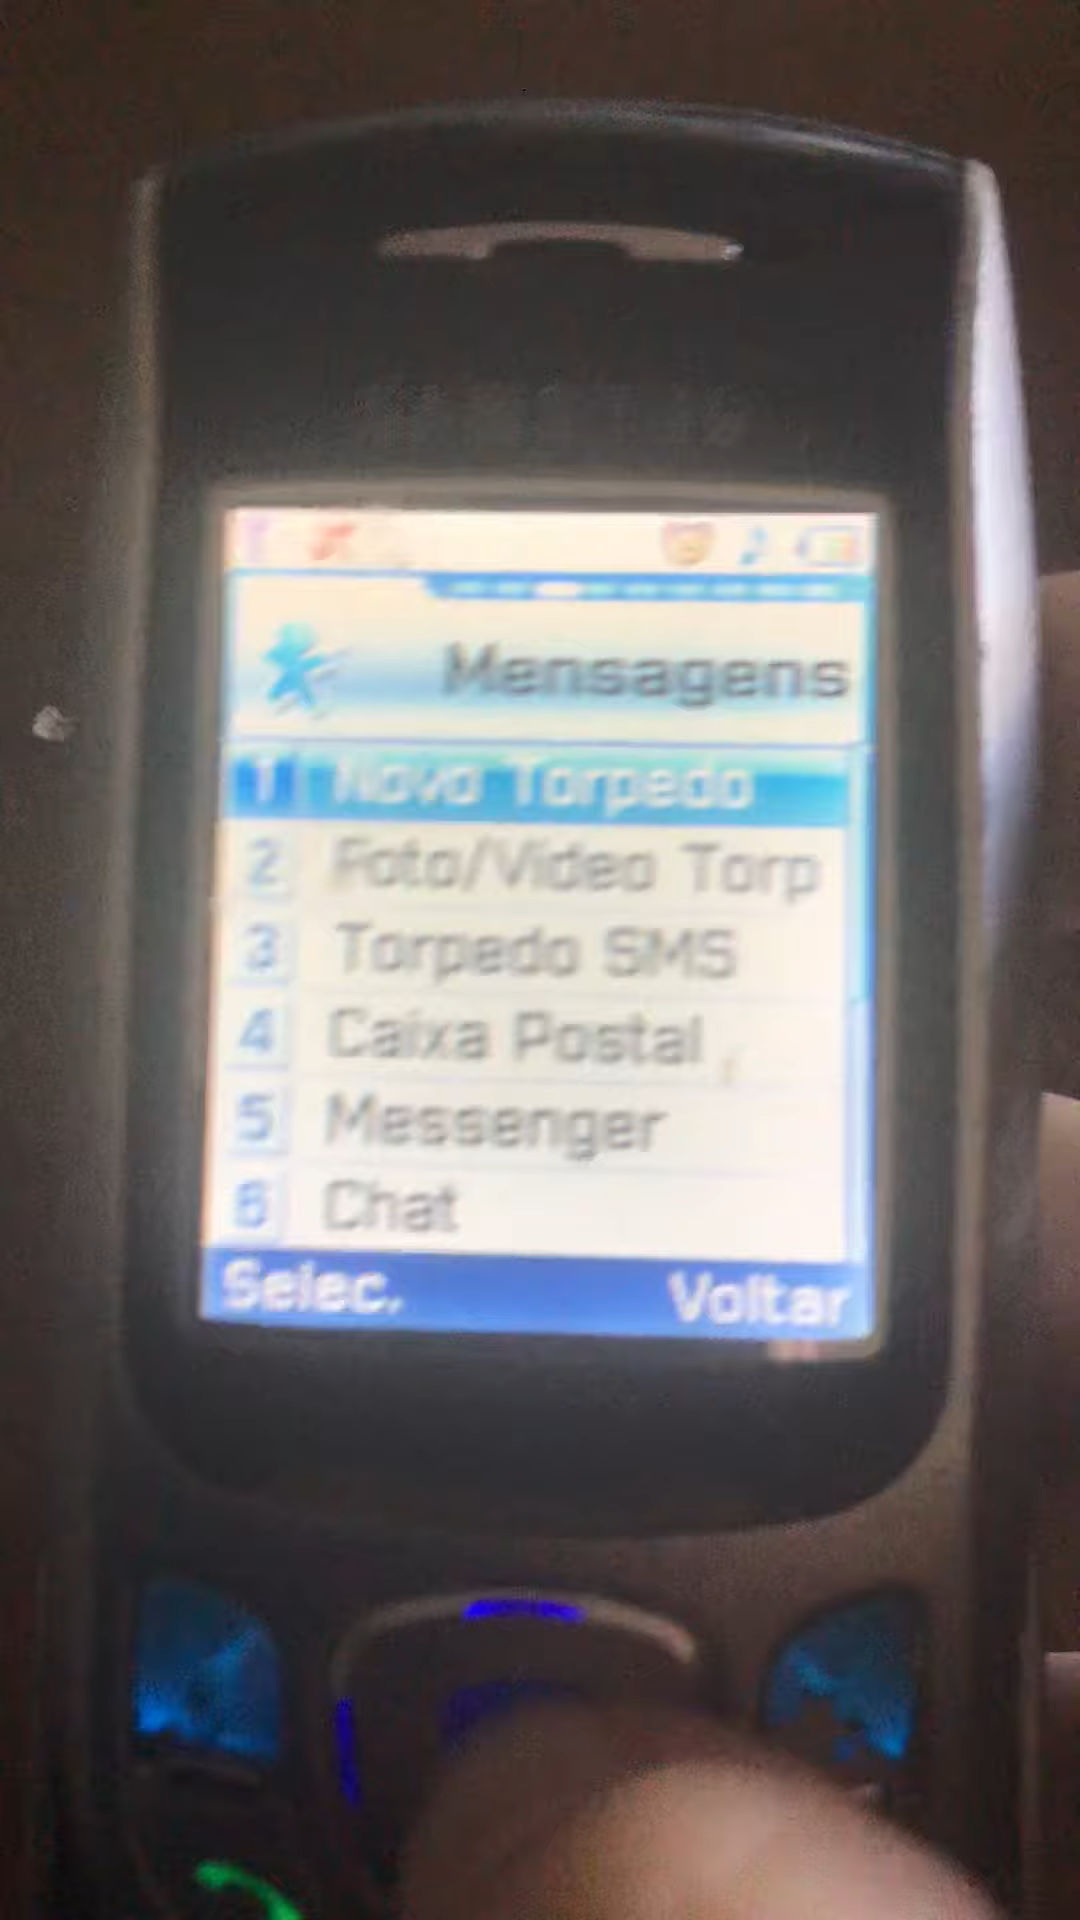 Mensagens
1 Novo Torpedo
2 Foto/Video Torp
3 Torpedo SMS
4 Caixa Postal
5 Messenger
6 Chat
Selec. Voltar